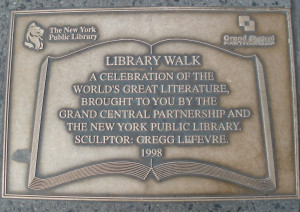 The New York
Public Library
Grand Central
PARTNERSHIP
LIBRARY WALK
A CELEBRATION OF THE
WORLD'S GREAT LITERATURE,
BROUGHT TO YOU BY THE
GRAND CENTRAL PARTNERSHIP AND
THE NEW YORK PUBLIC LIBRARY.
SCULPTOR: GREGG LEFEVRE.
1998